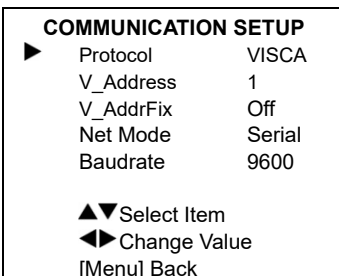 COMMUNICATION SETUP
▶ Protocol VISCA
V_Address 1
V_AddrFix Off
Net Mode Serial
Baudrate 9600
▲▼Select Item
◀▶Change Value
[Menu] Back